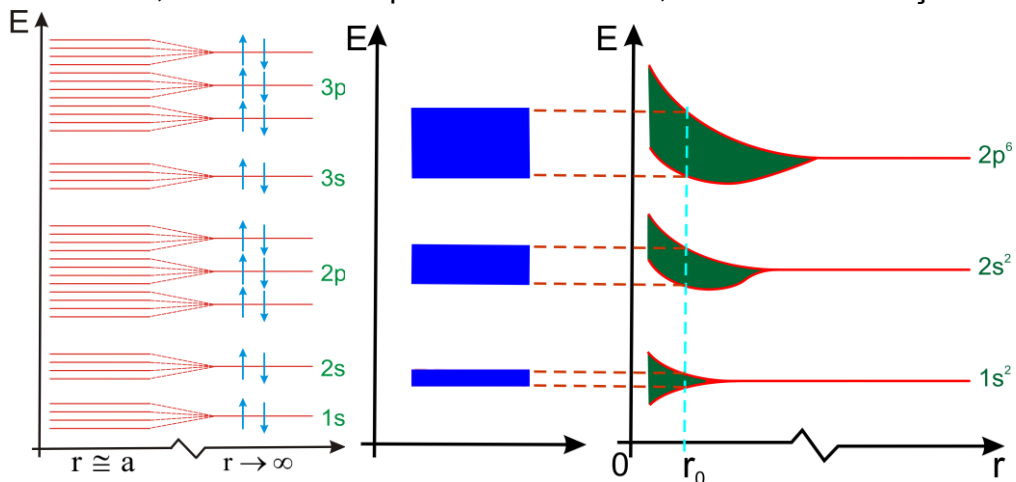 E
3p
3s
2p
2s
1s
r ≅ a
r → ∞
E
E
2p⁶
2s²
1s²
0
r₀
r